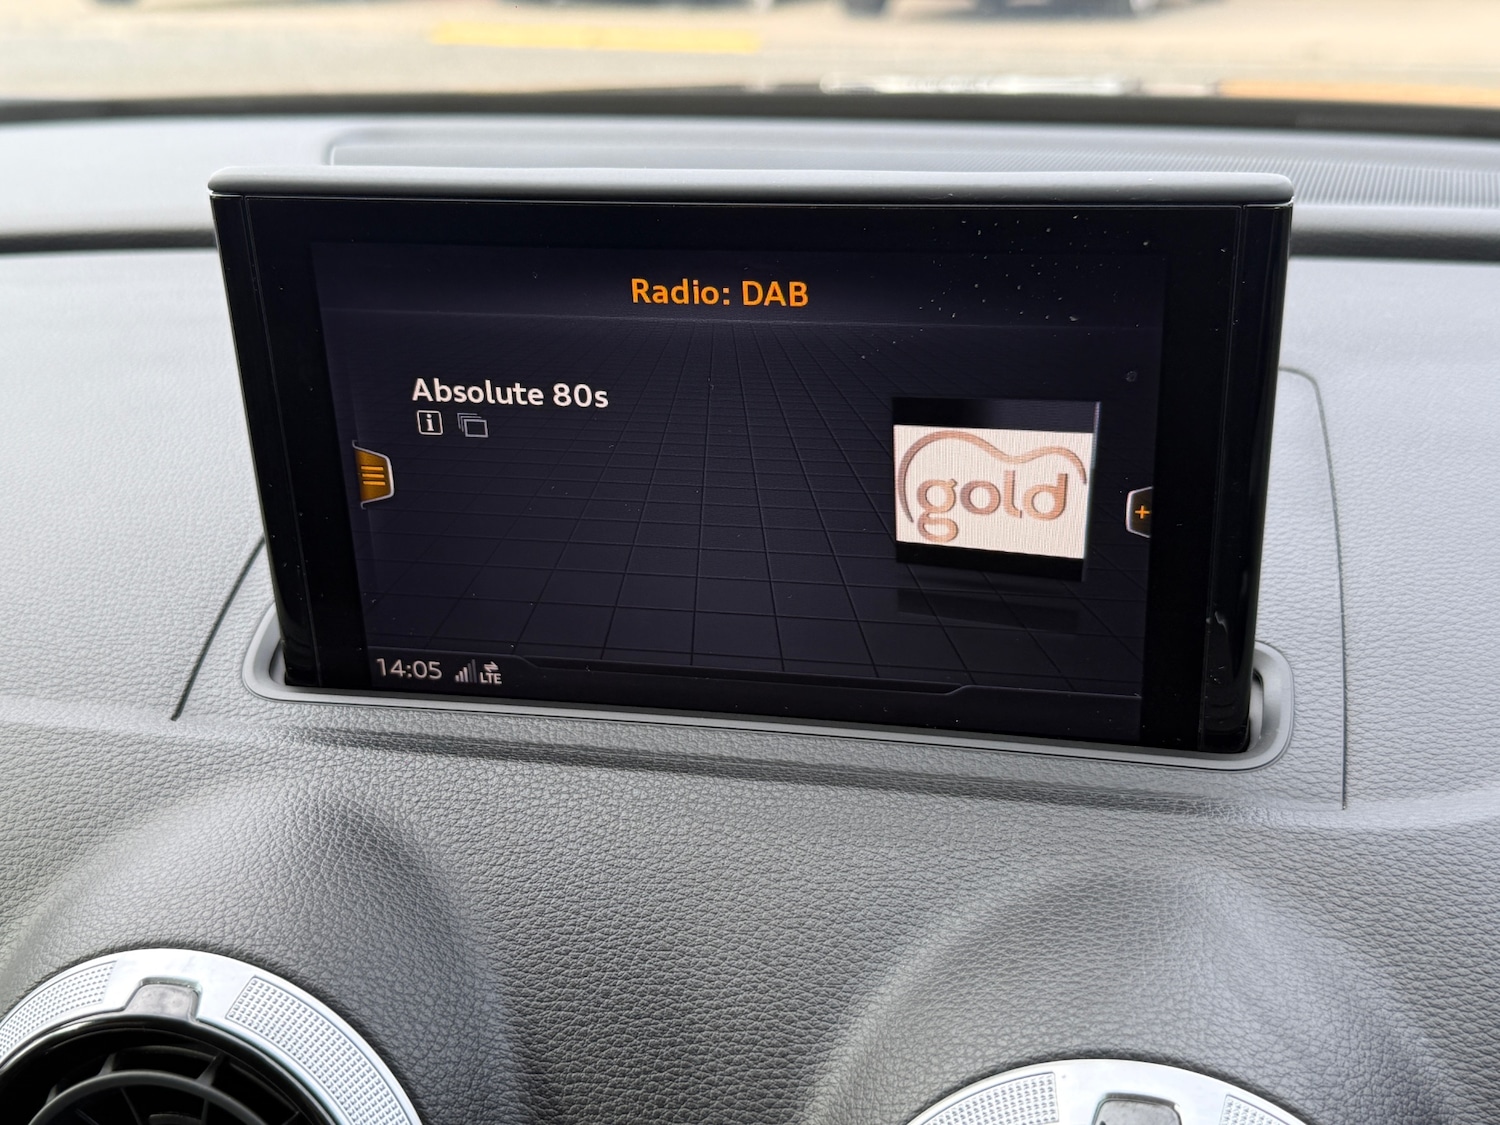 Radio: DAB
Absolute 80s
i
gold
+
14:05 LTE